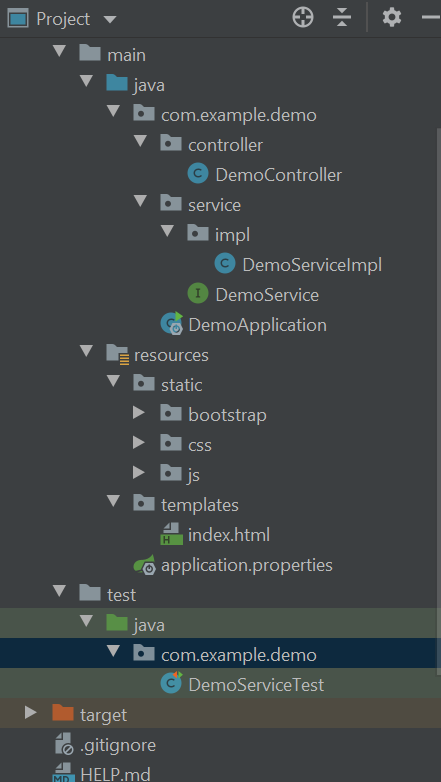 Project
main
java
com.example.demo
controller
C DemoController
service
impl
C DemoServiceImpl
I DemoService
DemoApplication
resources
static
bootstrap
css
js
templates
H index.html
application.properties
test
java
com.example.demo
C DemoServiceTest
target
.gitignore
MD HELP.md